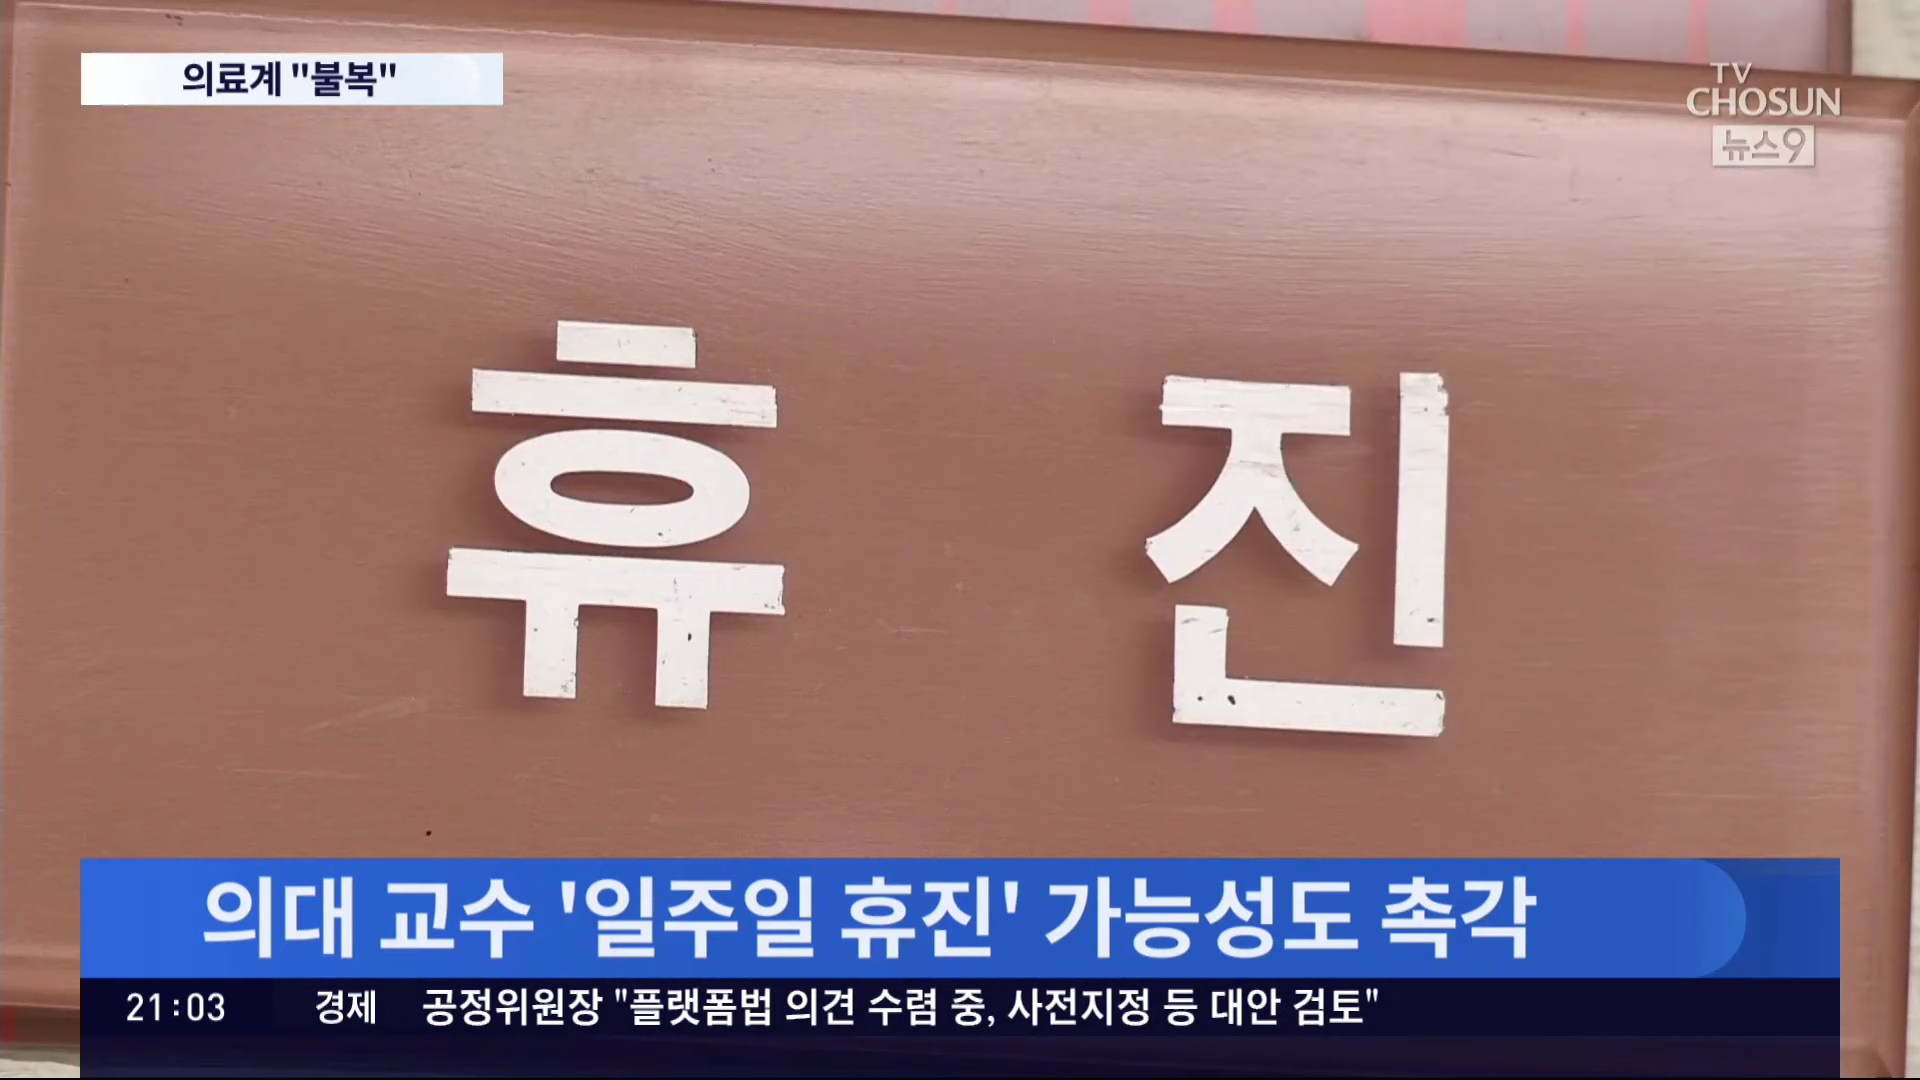 의료계 "불복"
TV
CHOSUN
뉴스9
휴 진
의대 교수 '일주일 휴진' 가능성도 촉각
21:03 경제 공정위원장 "플랫폼법 의견 수렴 중, 사전지정 등 대안 검토"